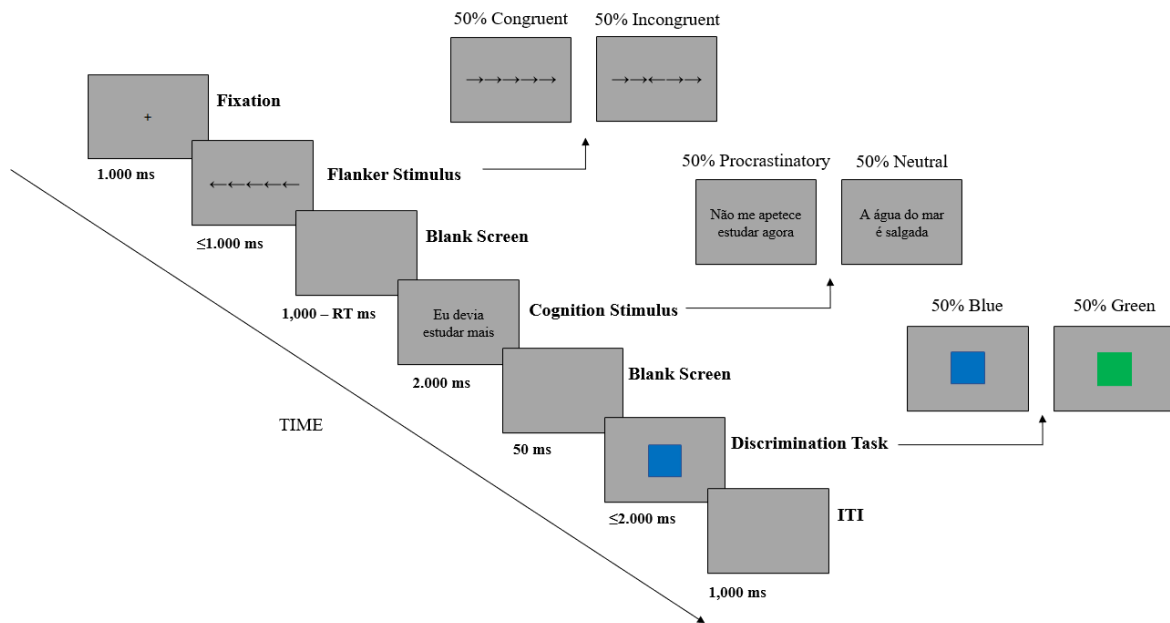 50% Congruent
50% Incongruent
→→→→→
→→←→→
+
Fixation
1.000 ms
←←←←←
Flanker Stimulus
≤1.000 ms
50% Procrastinatory
50% Neutral
Não me apetece
estudar agora
A água do mar
é salgada
Blank Screen
1,000 – RT ms
Eu devia
estudar mais
Cognition Stimulus
2.000 ms
50% Blue
50% Green
Blank Screen
50 ms
TIME
Discrimination Task
≤2.000 ms
ITI
1,000 ms